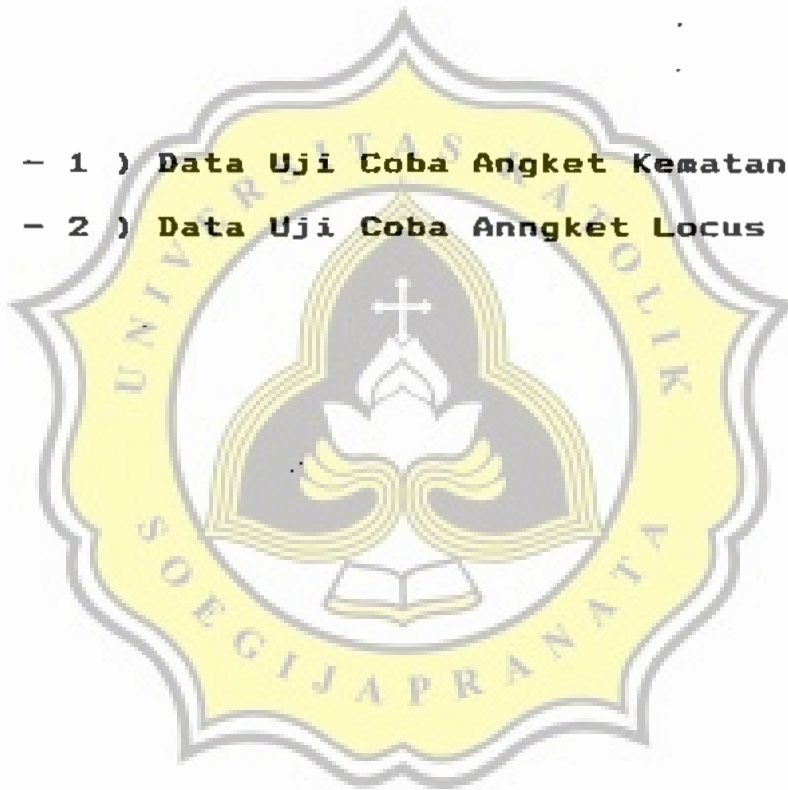 - 1 ) Data Uji Coba Angket Kematan
- 2 ) Data Uji Coba Anngket Locus
UNIVERSITAS KATOLIK
SOEGIJAPRANATA